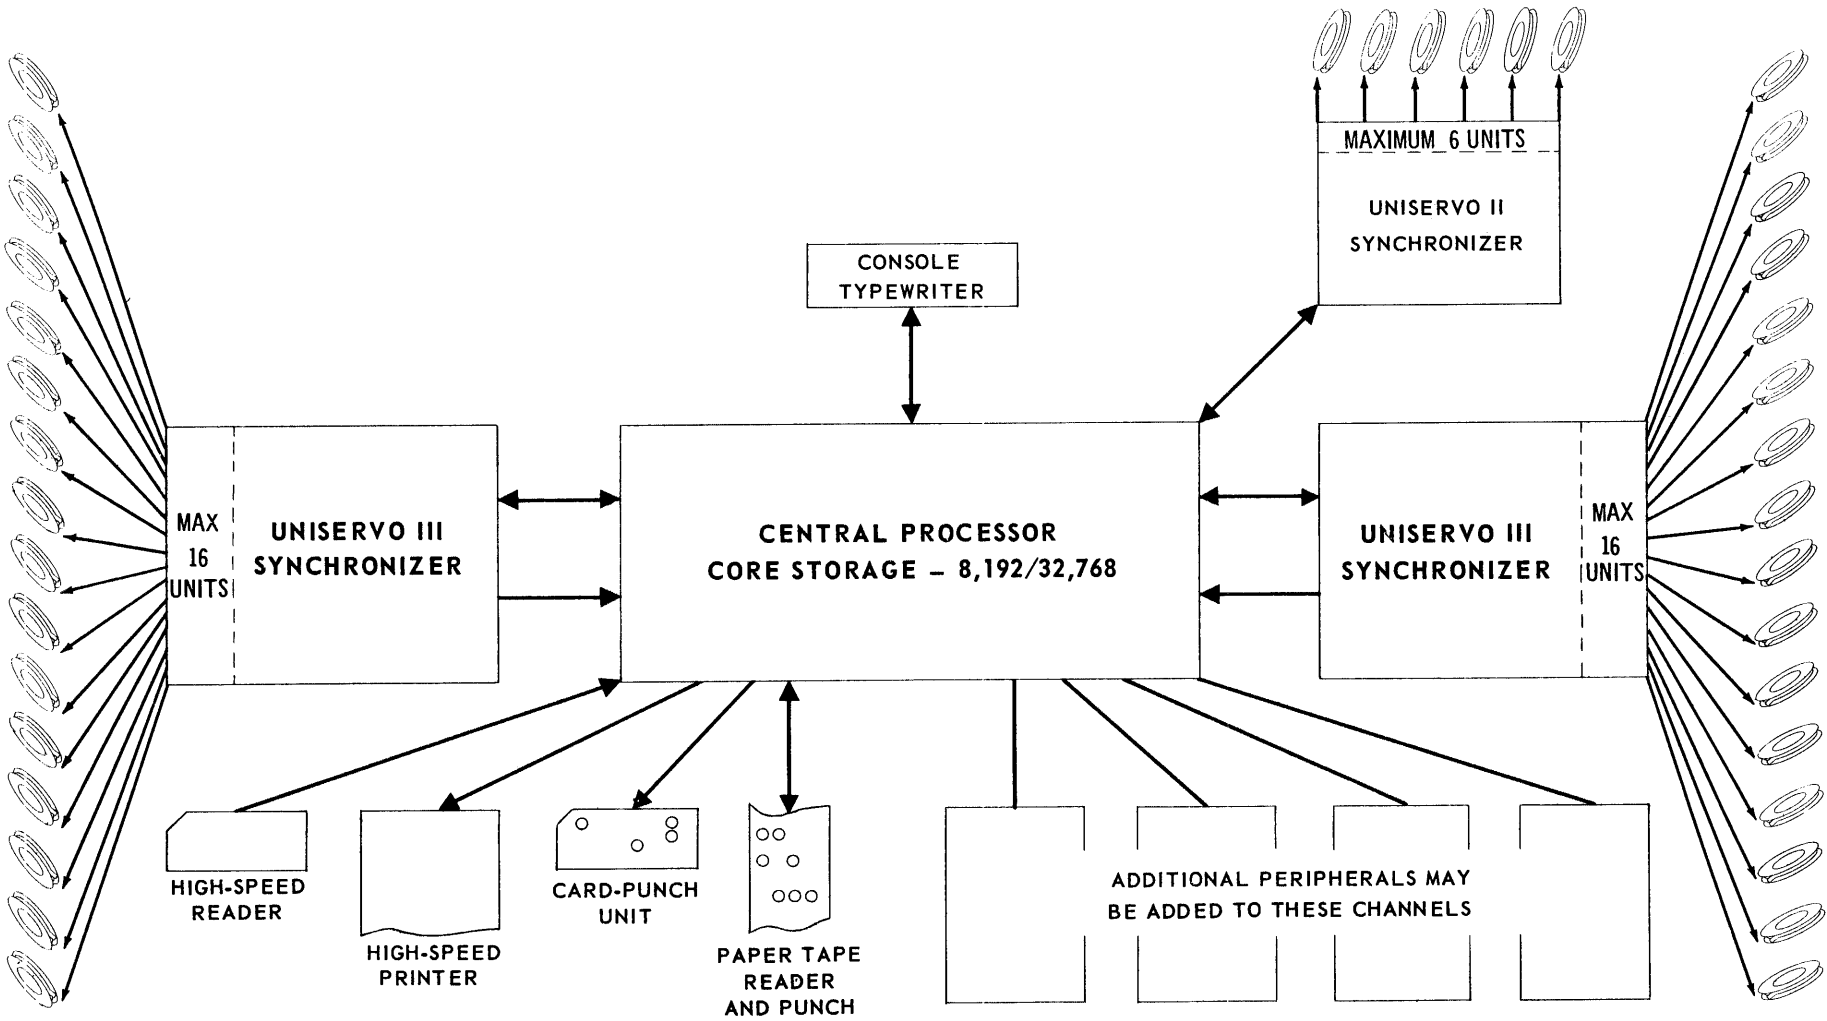 MAXIMUM 6 UNITS
UNISERVO II
SYNCHRONIZER
CONSOLE
TYPEWRITER
MAX
16
UNITS
UNISERVO III
SYNCHRONIZER
CENTRAL PROCESSOR
CORE STORAGE – 8,192/32,768
UNISERVO III
SYNCHRONIZER
MAX
16
UNITS
HIGH-SPEED
READER
HIGH-SPEED
PRINTER
CARD-PUNCH
UNIT
PAPER TAPE
READER
AND PUNCH
ADDITIONAL PERIPHERALS MAY
BE ADDED TO THESE CHANNELS